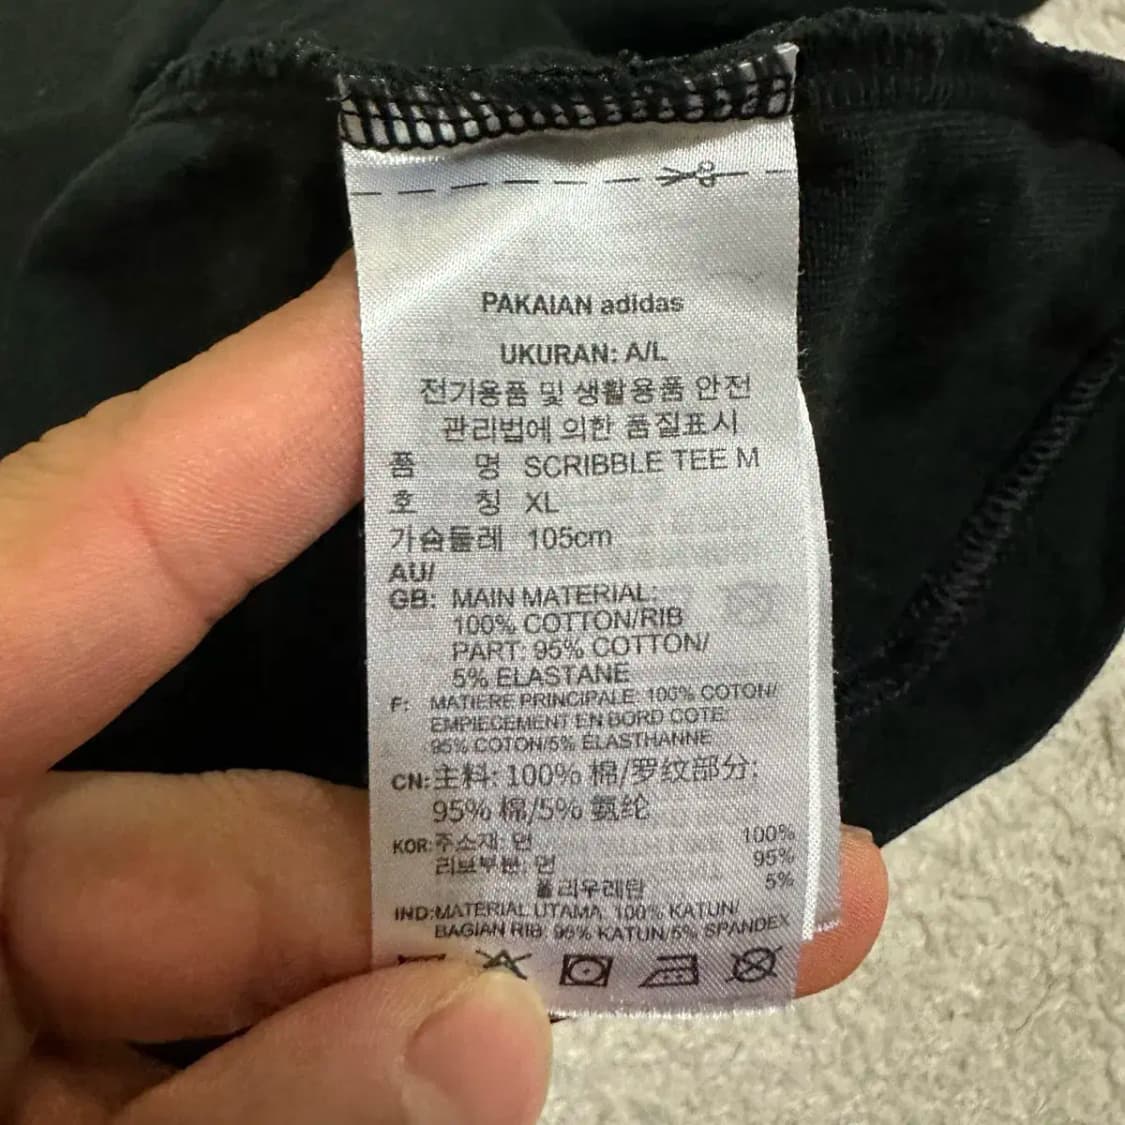 PAKAIAN adidas
UKURAN: A/L
전기용품 및 생활용품 안전
관리법에 의한 품질표시
품 명 SCRIBBLE TEE M
호 칭 XL
가슴둘레 105cm
AU/
GB: MAIN MATERIAL:
100% COTTON/RIB
PART: 95% COTTON/
5% ELASTANE
F: MATIERE PRINCIPALE: 100% COTON/
EMPIECEMENT EN BORD COTE:
95% COTON/5% ELASTHANNE
CN: 主料: 100% 棉/罗纹部分:
95% 棉/5% 氨纶
KOR: 주소재: 면 100%
리브부분: 면 95%
폴리우레탄 5%
IND: MATERIAL UTAMA: 100% KATUN/
BAGIAN RIB: 95% KATUN/5% SPANDEX